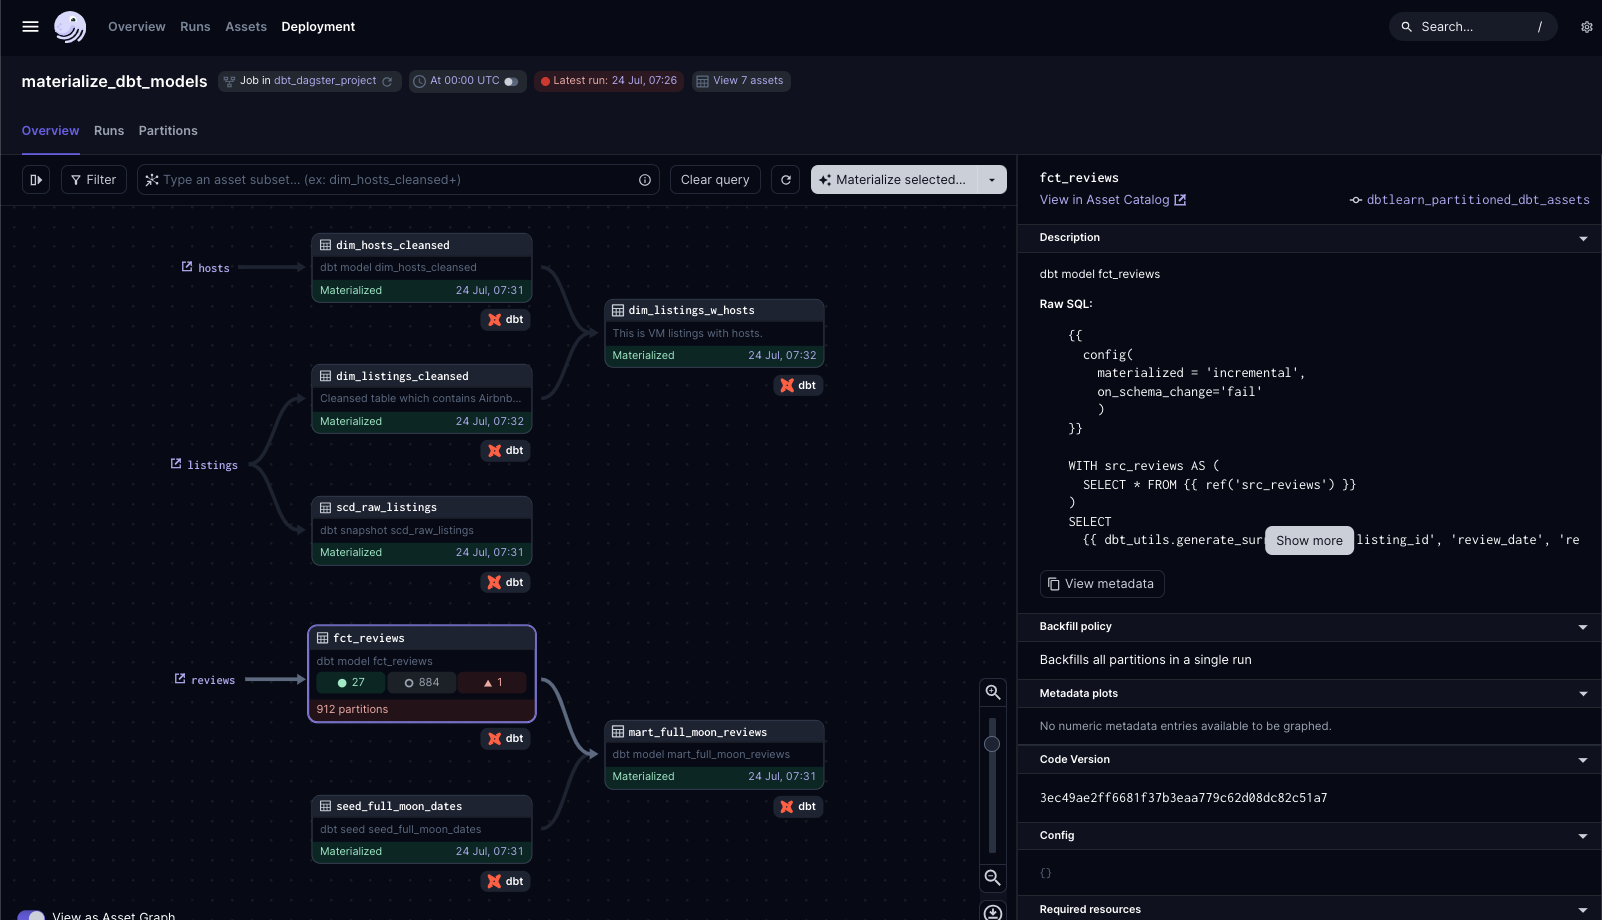 Overview Runs Assets Deployment
Search... /
materialize_dbt_models Job in dbt_dagster_project At 00:00 UTC Latest run: 24 Jul, 07:26 View 7 assets
Overview Runs Partitions
Filter Type an asset subset... (ex: dim_hosts_cleansed+) Clear query Materialize selected...
hosts
dim_hosts_cleansed
dbt model dim_hosts_cleansed
Materialized 24 Jul, 07:31
dbt
dim_listings_w_hosts
This is VM listings with hosts.
Materialized 24 Jul, 07:32
dbt
dim_listings_cleansed
Cleansed table which contains Airbnb...
Materialized 24 Jul, 07:32
dbt
listings
scd_raw_listings
dbt snapshot scd_raw_listings
Materialized 24 Jul, 07:31
dbt
reviews
fct_reviews
dbt model fct_reviews
27 884 1
912 partitions
dbt
mart_full_moon_reviews
dbt model mart_full_moon_reviews
Materialized 24 Jul, 07:31
dbt
seed_full_moon_dates
dbt seed seed_full_moon_dates
Materialized 24 Jul, 07:31
dbt
View as Asset Graph
fct_reviews
View in Asset Catalog dbtlearn_partitioned_dbt_assets
Description
dbt model fct_reviews
Raw SQL:
{{
config(
materialized = 'incremental',
on_schema_change='fail'
)
}}
WITH src_reviews AS (
SELECT * FROM {{ ref('src_reviews') }}
)
SELECT
{{ dbt_utils.generate_sur listing_id', 'review_date', 're
Show more
View metadata
Backfill policy
Backfills all partitions in a single run
Metadata plots
No numeric metadata entries available to be graphed.
Code Version
3ec49ae2ff6681f37b3eaa779c62d08dc82c51a7
Config
{}
Required resources